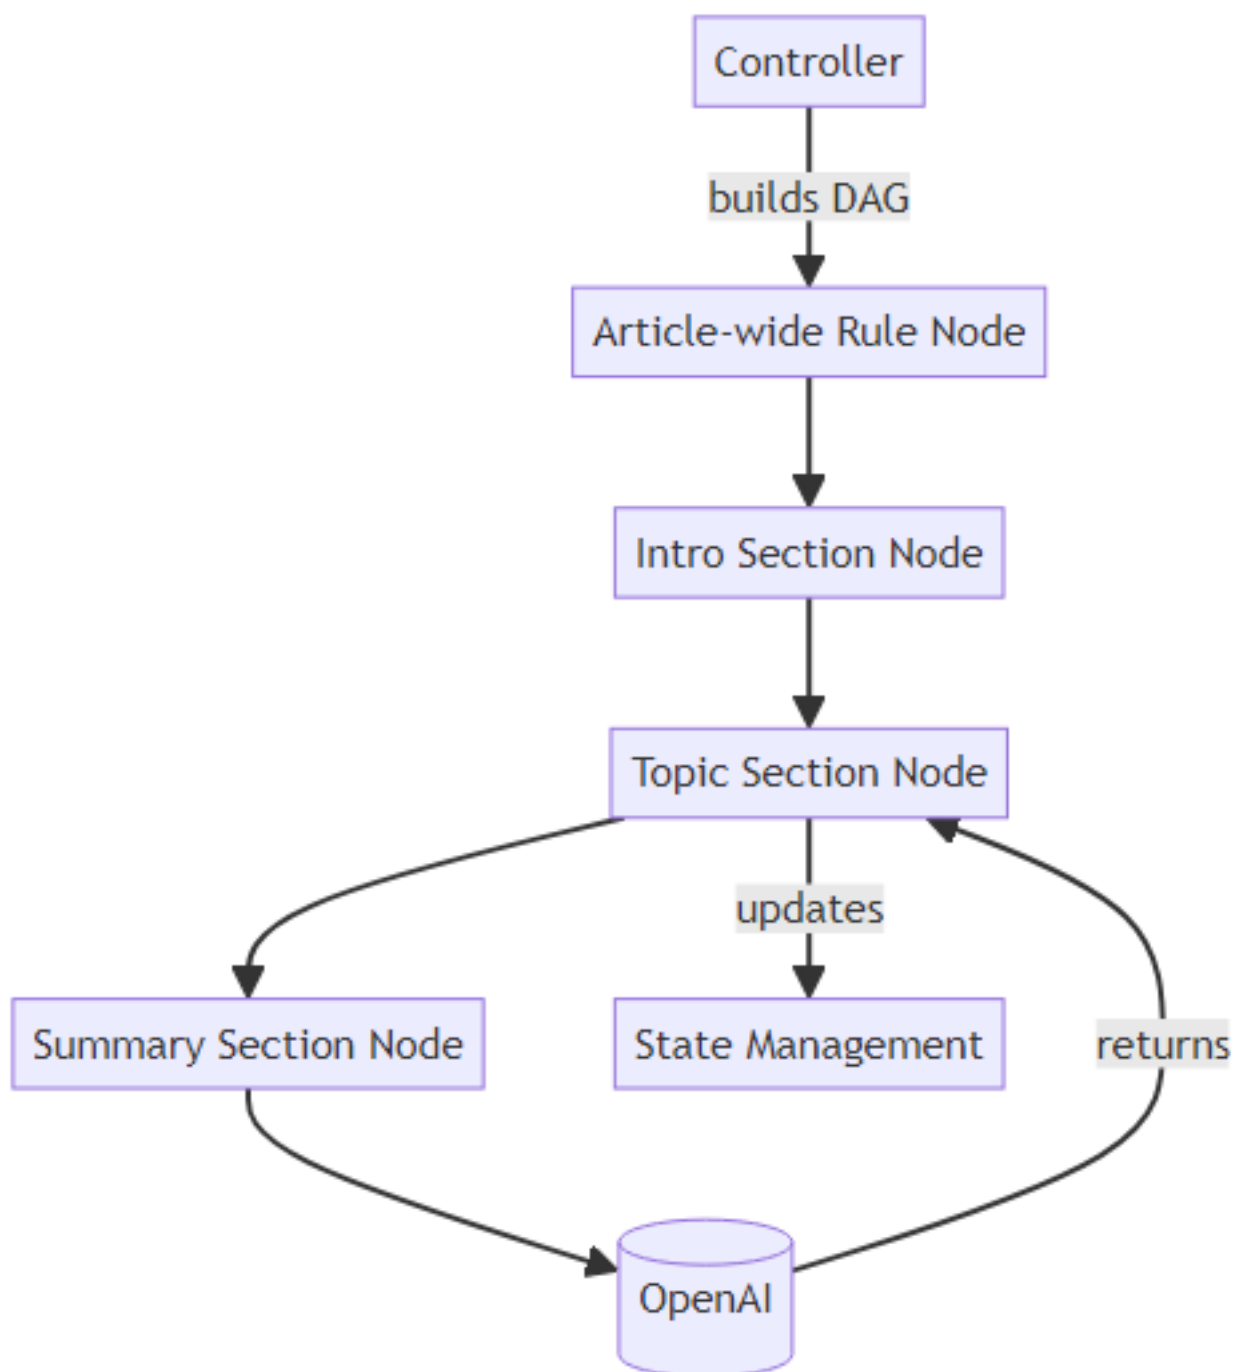 Controller
builds DAG
Article-wide Rule Node
Intro Section Node
Topic Section Node
updates
Summary Section Node
State Management
returns
OpenAI